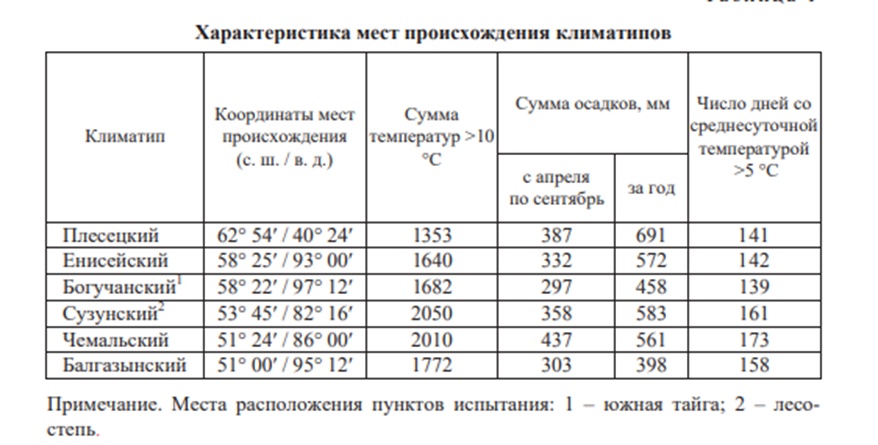 Характеристика мест происхождения климатипов
Климатип
Координаты мест
происхождения
(с. ш. / в. д.)
Сумма
температур >10
°С
Сумма осадков, мм
с апреля
по сентябрь
за год
Число дней со
среднесуточной
температурой
>5 °С
Плесецкий 62° 54′ / 40° 24′ 1353 387 691 141
Енисейский 58° 25′ / 93° 00′ 1640 332 572 142
Богучанский¹ 58° 22′ / 97° 12′ 1682 297 458 139
Сузунский² 53° 45′ / 82° 16′ 2050 358 583 161
Чемальский 51° 24′ / 86° 00′ 2010 437 561 173
Балгазынский 51° 00′ / 95° 12′ 1772 303 398 158
Примечание. Места расположения пунктов испытания: 1 – южная тайга; 2 – лесо-
степь.